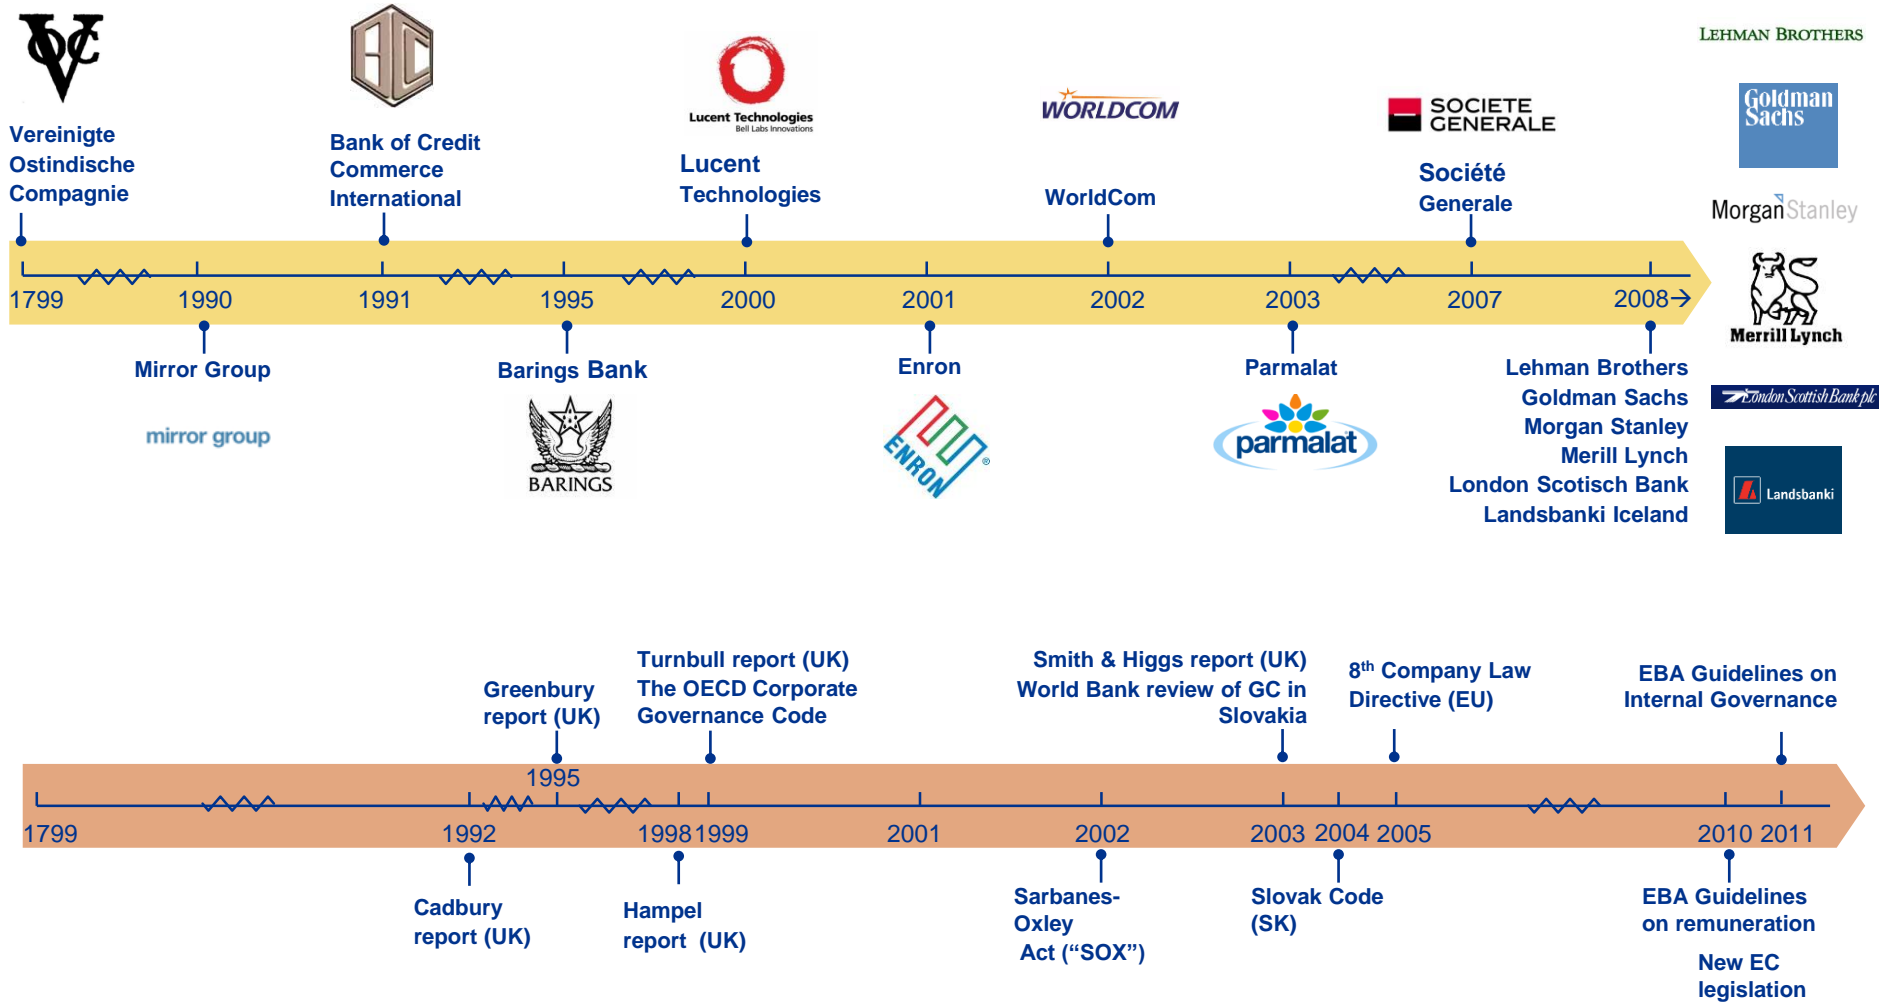 VOC
Vereinigte
Ostindische
Compagnie
Bank of Credit
Commerce
International
Lucent Technologies
Bell Labs Innovations
Lucent
Technologies
WORLDCOM
WorldCom
SOCIETE
GENERALE
Société
Generale
LEHMAN BROTHERS
Goldman
Sachs
MorganStanley
Merrill Lynch
London Scottish Bank plc
Landsbanki
1799 1990 1991 1995 2000 2001 2002 2003 2007 2008→
Mirror Group
mirror group
Barings Bank
BARINGS
Enron
ENRON®
Parmalat
parmalat
Lehman Brothers
Goldman Sachs
Morgan Stanley
Merill Lynch
London Scotisch Bank
Landsbanki Iceland
Greenbury
report (UK)
Turnbull report (UK)
The OECD Corporate
Governance Code
Smith & Higgs report (UK)
World Bank review of GC in
Slovakia
8th Company Law
Directive (EU)
EBA Guidelines on
Internal Governance
1995
1799 1992 1998 1999 2001 2002 2003 2004 2005 2010 2011
Cadbury
report (UK)
Hampel
report (UK)
Sarbanes-
Oxley
Act (“SOX”)
Slovak Code
(SK)
EBA Guidelines
on remuneration
New EC
legislation